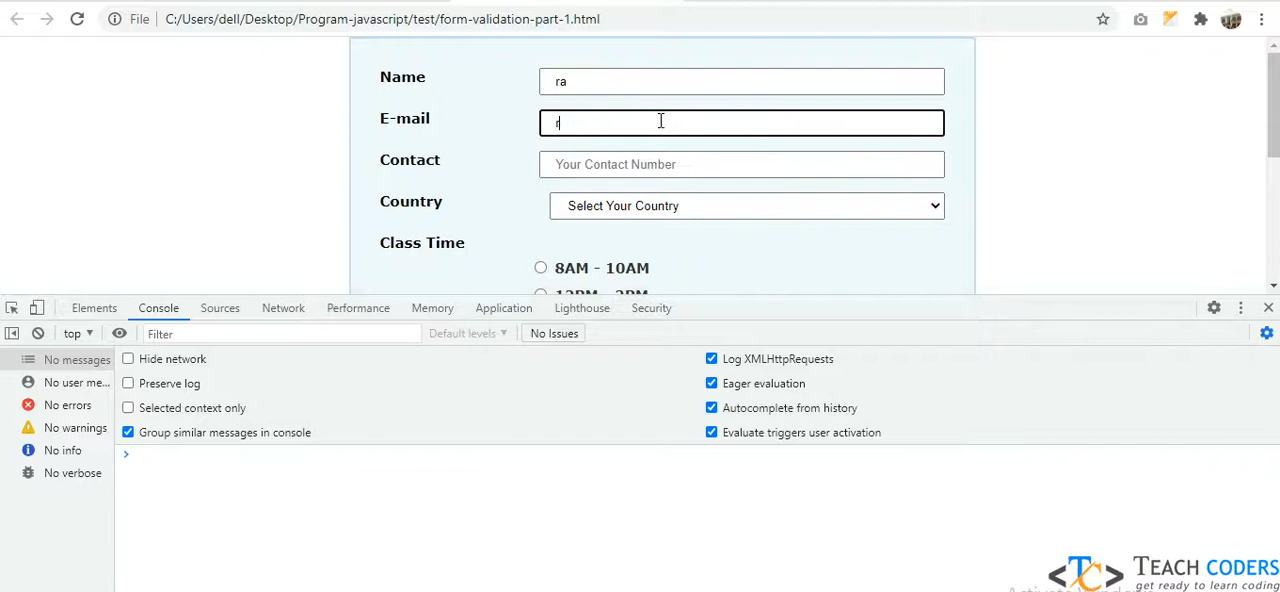 File C:/Users/dell/Desktop/Program-javascript/test/form-validation-part-1.html
Name ra
E-mail r
Contact Your Contact Number
Country Select Your Country
Class Time
8AM - 10AM
12PM - 2PM
Elements Console Sources Network Performance Memory Application Lighthouse Security
top Filter Default levels No Issues
No messages Hide network Log XMLHttpRequests
No user me... Preserve log Eager evaluation
No errors Selected context only Autocomplete from history
No warnings Group similar messages in console Evaluate triggers user activation
No info
No verbose
<TC> TEACH CODERS
get ready to learn coding